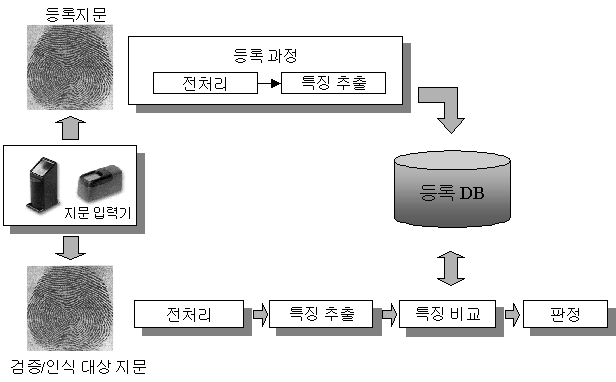 등록지문
등록 과정
전처리
특징 추출
지문 입력기
등록 DB
전처리
특징 추출
특징 비교
판정
검증/인식 대상 지문